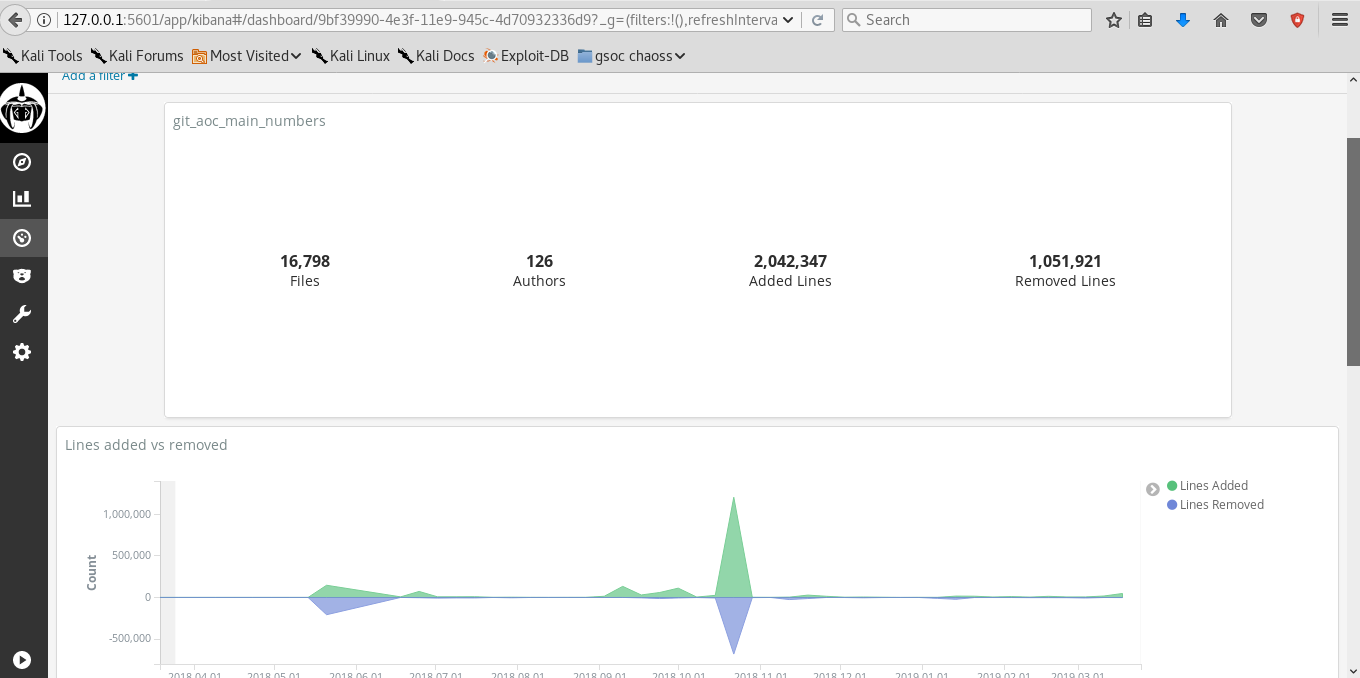 127.0.0.1:5601/app/kibana#/dashboard/9bf39990-4e3f-11e9-945c-4d70932336d9?_g=(filters:!(),refreshInterva
Search
Kali Tools Kali Forums Most Visited Kali Linux Kali Docs Exploit-DB gsoc chaoss
Add a filter +
git_aoc_main_numbers
16,798 126 2,042,347 1,051,921
Files Authors Added Lines Removed Lines
Lines added vs removed
Lines Added
Lines Removed
1,000,000
500,000
0
-500,000
Count
2018.04.01 2018.05.01 2018.06.01 2018.07.01 2018.08.01 2018.09.01 2018.10.01 2018.11.01 2018.12.01 2019.01.01 2019.02.01 2019.03.01